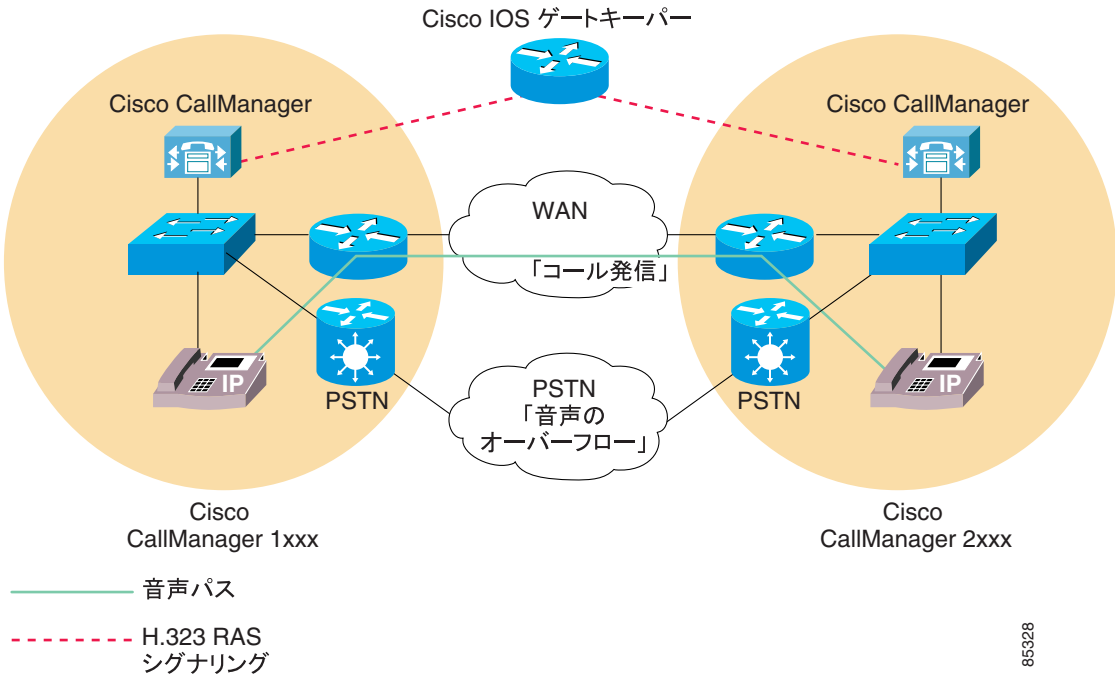 Cisco IOS ゲートキーパー
Cisco CallManager
Cisco CallManager
WAN
「コール発信」
IP
IP
PSTN
PSTN
PSTN
「音声の
オーバーフロー」
Cisco
CallManager 1xxx
Cisco
CallManager 2xxx
音声パス
H.323 RAS
シグナリング
85328